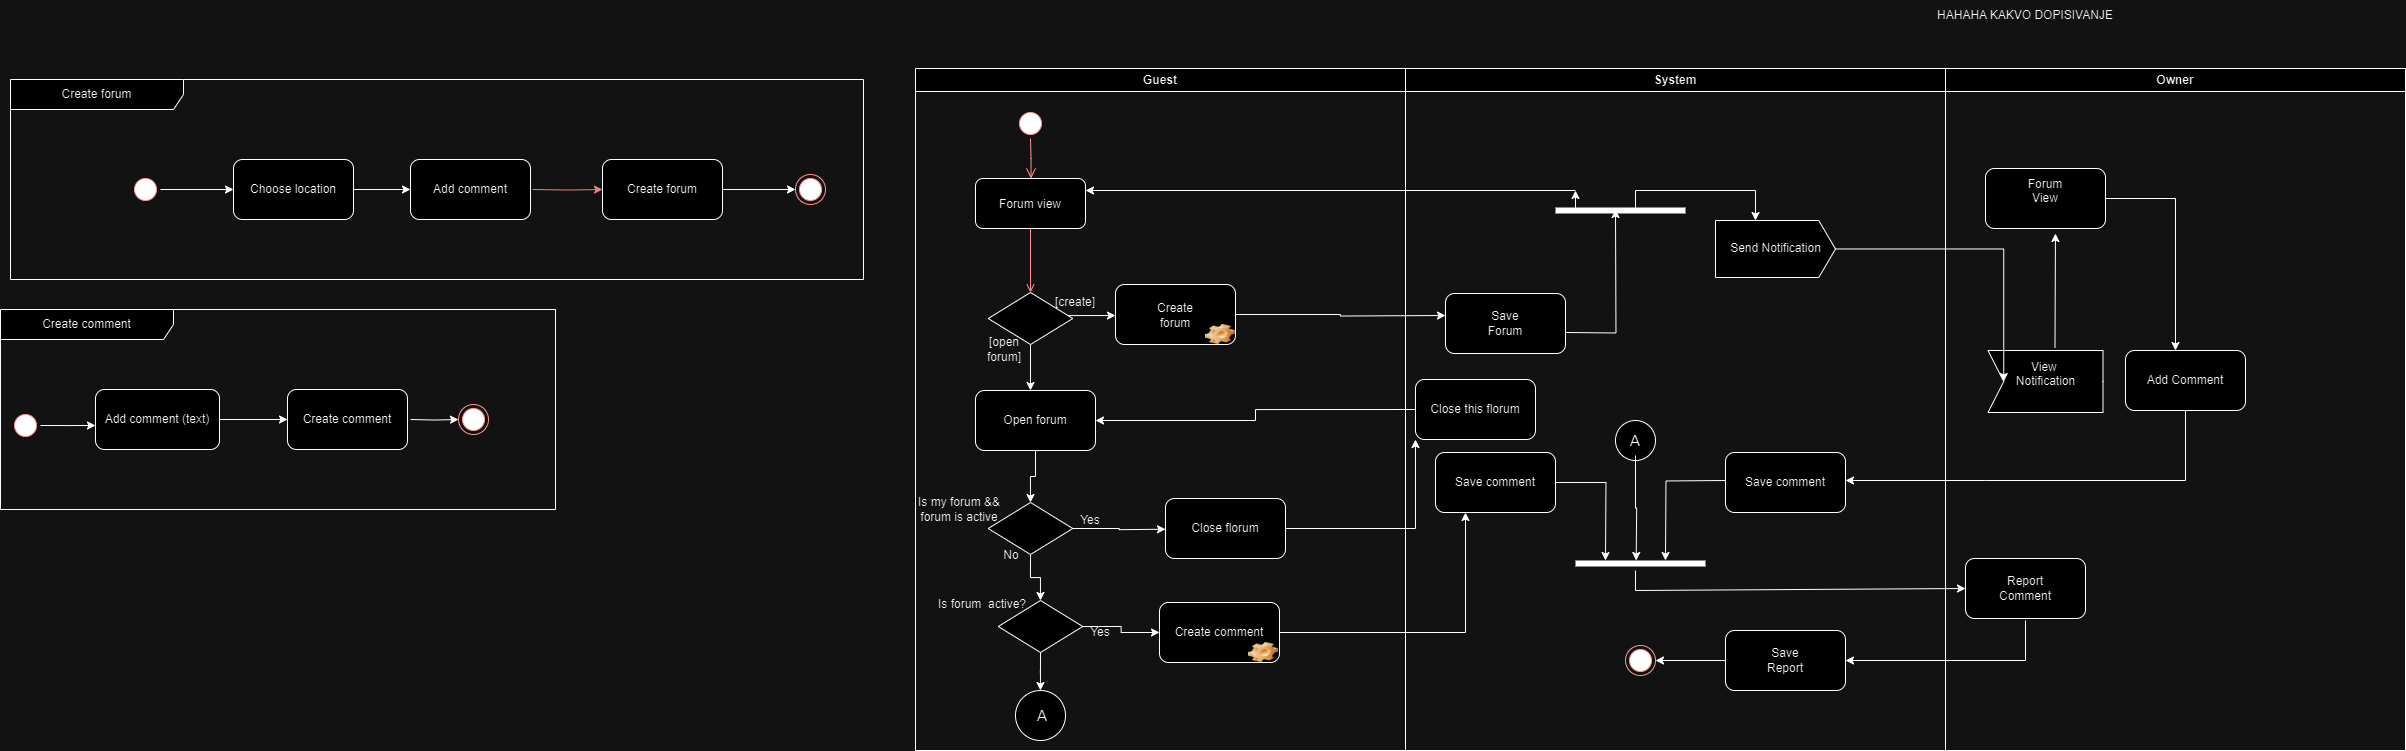 HAHAHA KAKVO DOPISIVANJE
Create forum
Choose location
Add comment
Create forum
Create comment
Add comment (text)
Create comment
Guest
System
Owner
Forum view
[create]
[open
forum]
Create
forum
Open forum
Is my forum &&
forum is active
Yes
No
Close florum
Is forum  active?
Yes
Create comment
A
Send Notification
Save
Forum
Close this florum
A
Save comment
Save comment
Save
Report
Forum
View
View
Notification
Add Comment
Report
Comment